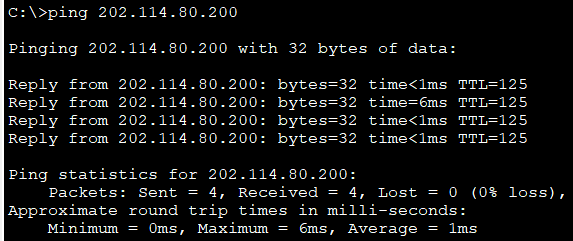 C:\>ping 202.114.80.200
Pinging 202.114.80.200 with 32 bytes of data:
Reply from 202.114.80.200: bytes=32 time<1ms TTL=125
Reply from 202.114.80.200: bytes=32 time=6ms TTL=125
Reply from 202.114.80.200: bytes=32 time<1ms TTL=125
Reply from 202.114.80.200: bytes=32 time<1ms TTL=125
Ping statistics for 202.114.80.200:
    Packets: Sent = 4, Received = 4, Lost = 0 (0% loss),
Approximate round trip times in milli-seconds:
    Minimum = 0ms, Maximum = 6ms, Average = 1ms